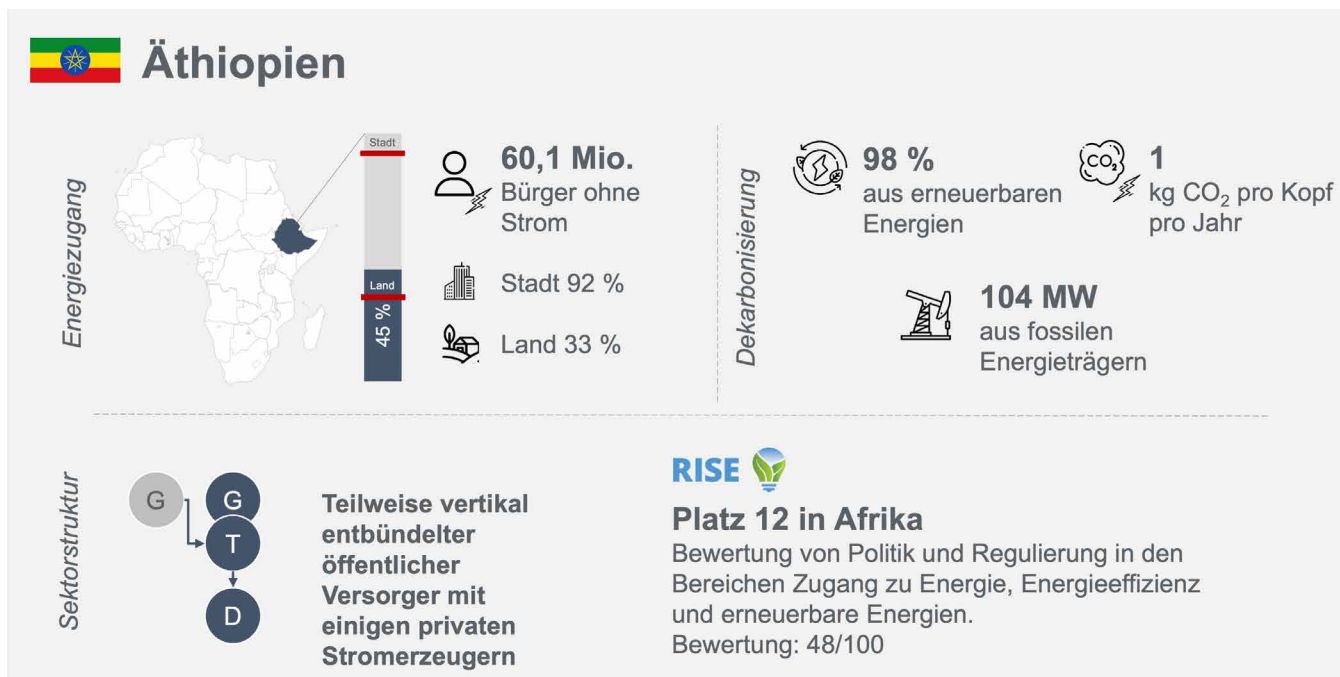 Äthiopien
Energiezugang
Stadt
Land
45 %
60,1 Mio.
Bürger ohne
Strom
Stadt 92 %
Land 33 %
Dekarbonisierung
98 %
aus erneuerbaren
Energien
CO₂
1
kg CO₂ pro Kopf
pro Jahr
104 MW
aus fossilen
Energieträgern
Sektorstruktur
G
G
T
D
Teilweise vertikal
entbündelter
öffentlicher
Versorger mit
einigen privaten
Stromerzeugern
RISE
Platz 12 in Afrika
Bewertung von Politik und Regulierung in den
Bereichen Zugang zu Energie, Energieeffizienz
und erneuerbare Energien.
Bewertung: 48/100